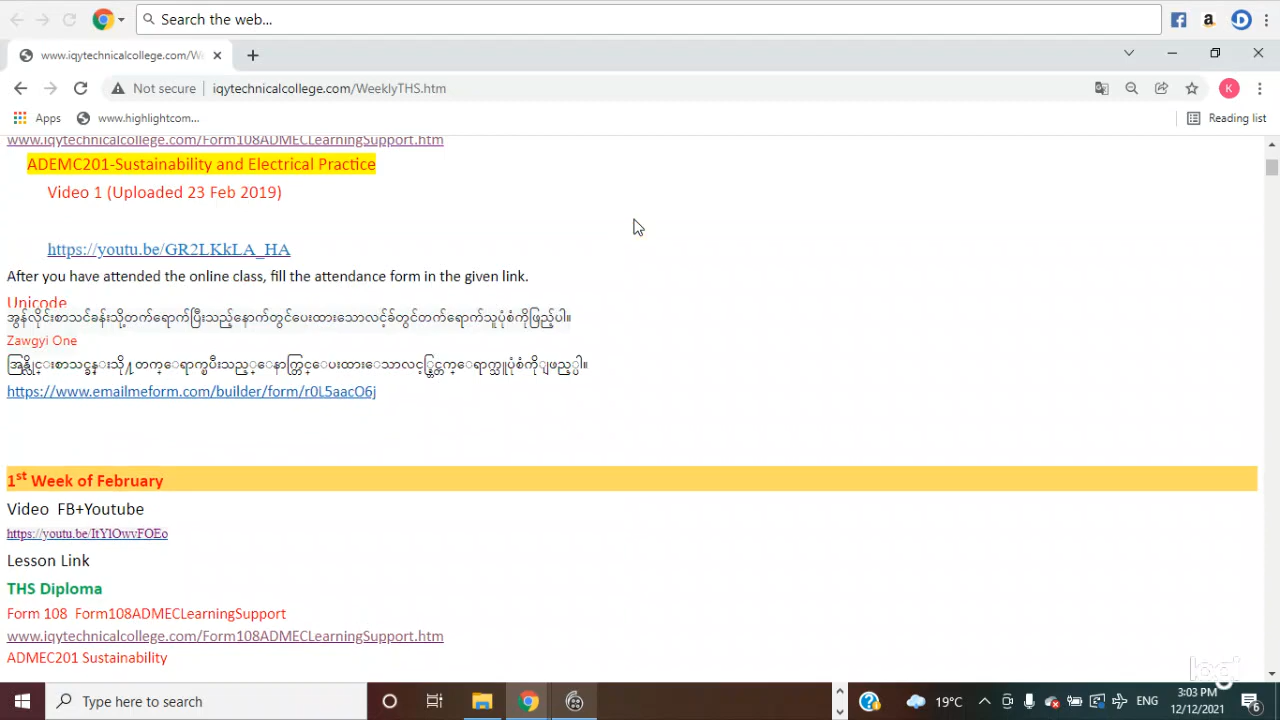 Search the web...
www.iqytechnicalcollege.com/We
Not secure
iqytechnicalcollege.com/WeeklyTHS.htm
K
Apps
www.highlightcom...
Reading list
www.iqytechnicalcollege.com/Form108ADMECLearningSupport.htm
ADEMC201-Sustainability and Electrical Practice
Video 1 (Uploaded 23 Feb 2019)
https://youtu.be/GR2LKkLA_HA
After you have attended the online class, fill the attendance form in the given link.
Unicode
အွန်လိုင်းစာသင်ခန်းသို့တက်ရောက်ပြီးသည့်နောက်တွင်ပေးထားသောလင့်ခ်တွင်တက်ရောက်သူပုံစံကိုဖြည့်ပါ။
Zawgyi One
https://www.emailmeform.com/builder/form/r0L5aacO6j
1st Week of February
Video FB+Youtube
https://youtu.be/ItYlOwvFOEo
Lesson Link
THS Diploma
Form 108 Form108ADMECLearningSupport
www.iqytechnicalcollege.com/Form108ADMECLearningSupport.htm
ADMEC201 Sustainability
Type here to search
19°C
ENG
3:03 PM
12/12/2021
6